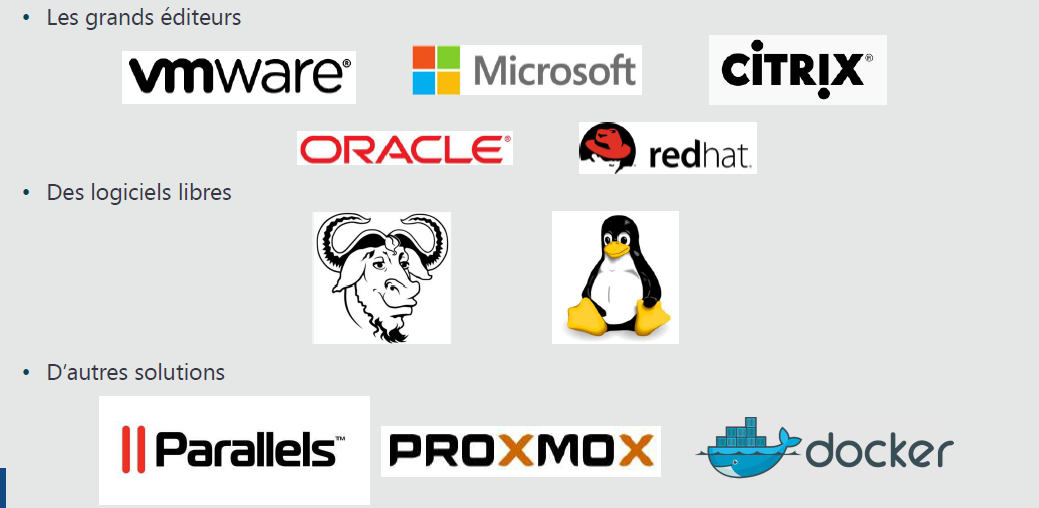 • Les grands éditeurs
vmware®
Microsoft
CITRIX®
ORACLE®
redhat.
• Des logiciels libres
• D’autres solutions
Parallels™
PROXMOX
docker